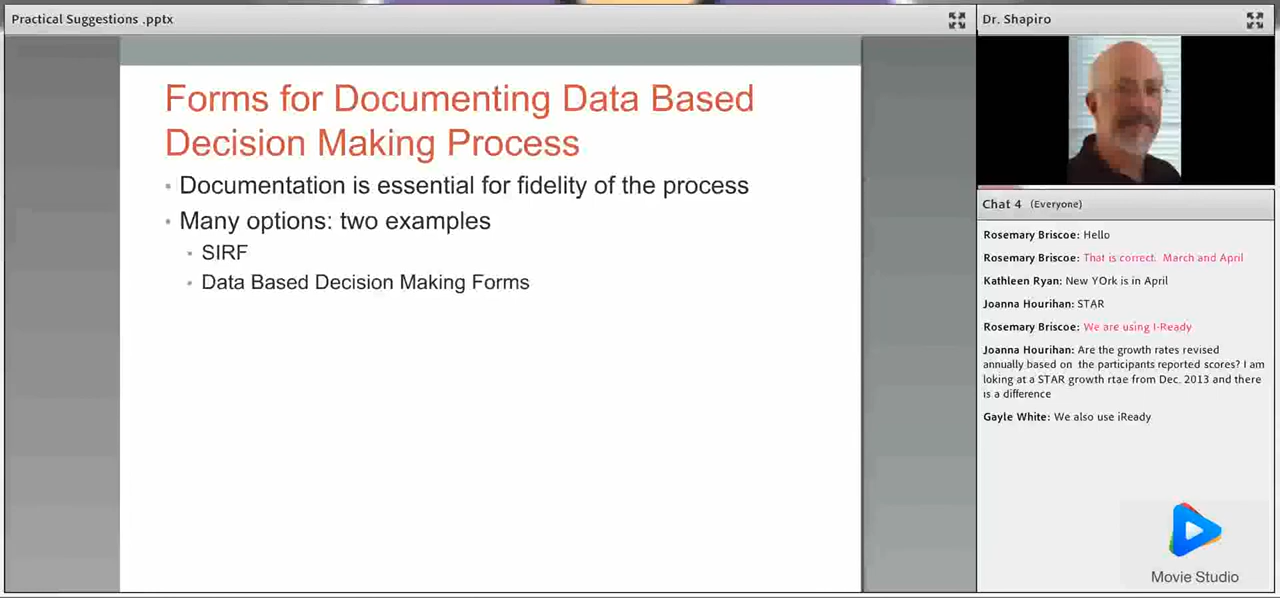 Practical Suggestions .pptx
Forms for Documenting Data Based
Decision Making Process
Documentation is essential for fidelity of the process
Many options: two examples
SIRF
Data Based Decision Making Forms
Dr. Shapiro
Chat 4 (Everyone)
Rosemary Briscoe: Hello
Rosemary Briscoe: That is correct. March and April
Kathleen Ryan: New YOrk is in April
Joanna Hourihan: STAR
Rosemary Briscoe: We are using I-Ready
Joanna Hourihan: Are the growth rates revised
annually based on the participants reported scores? I am
loking at a STAR growth rtae from Dec. 2013 and there
is a difference
Gayle White: We also use iReady
Movie Studio